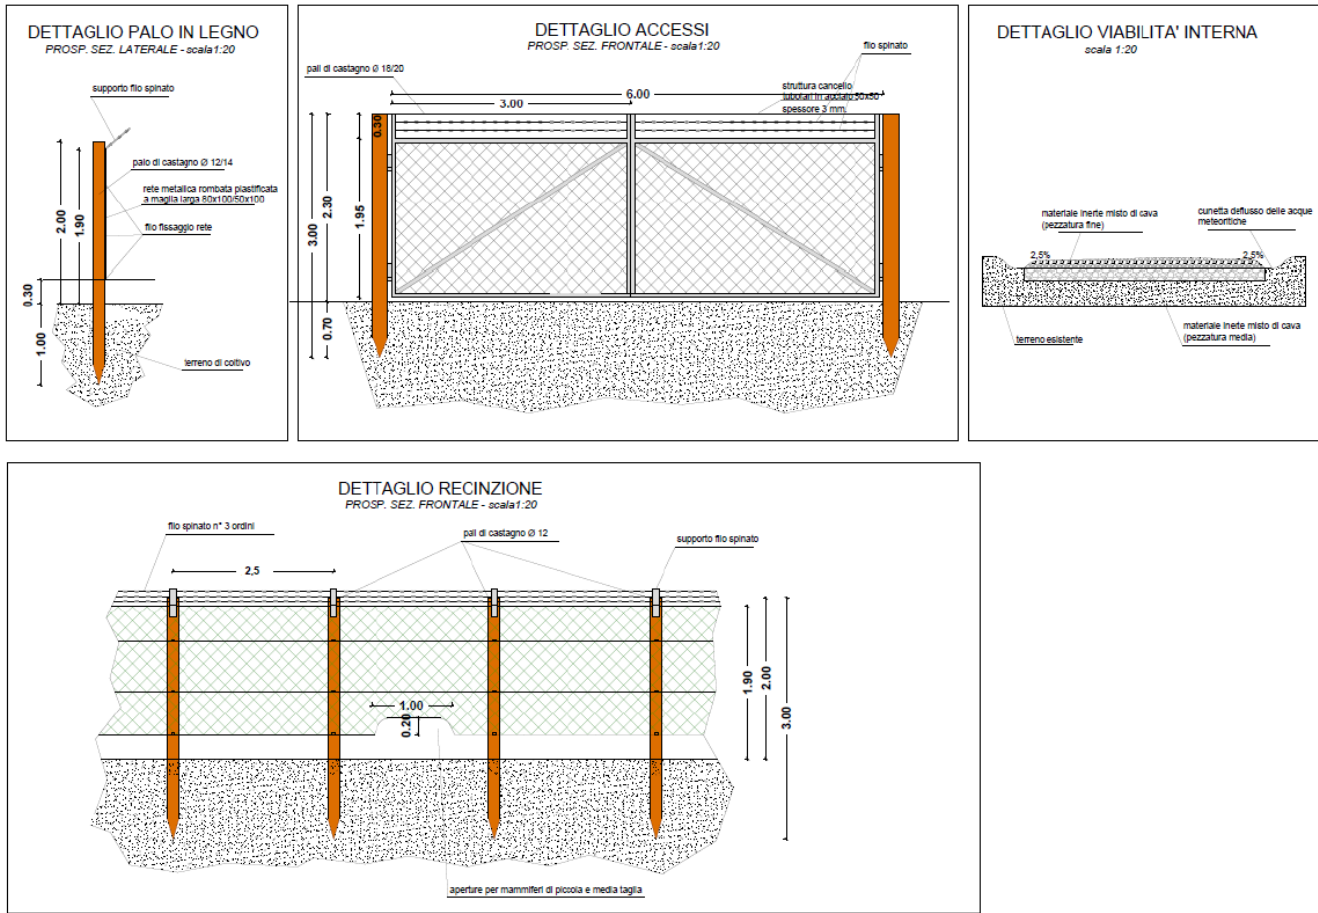 DETTAGLIO PALO IN LEGNO
PROSP. SEZ. LATERALE - scala1:20
supporto filo spinato
palo di castagno Ø 12/14
rete metallica rombata plastificata
a maglia larga 80x100/50x100
filo fissaggio rete
2.00
1.90
0.30
1.00
terreno di coltivo
DETTAGLIO ACCESSI
PROSP. SEZ. FRONTALE - scala1:20
filo spinato
pali di castagno Ø 18/20
struttura cancello
tubolari in acciaio 50x50
spessore 3 mm.
6.00
3.00
0.30
2.30
1.95
3.00
0.70
DETTAGLIO VIABILITA' INTERNA
scala 1:20
materiale inerte misto di cava
(pezzatura fine)
cunetta deflusso delle acque
meteoritiche
2,5%
2,5%
terreno esistente
materiale inerte misto di cava
(pezzatura media)
DETTAGLIO RECINZIONE
PROSP. SEZ. FRONTALE - scala1:20
filo spinato n° 3 ordini
pali di castagno Ø 12
supporto filo spinato
2,5
1.00
0.20
1.90
2.00
3.00
aperture per mammiferi di piccola e media taglia